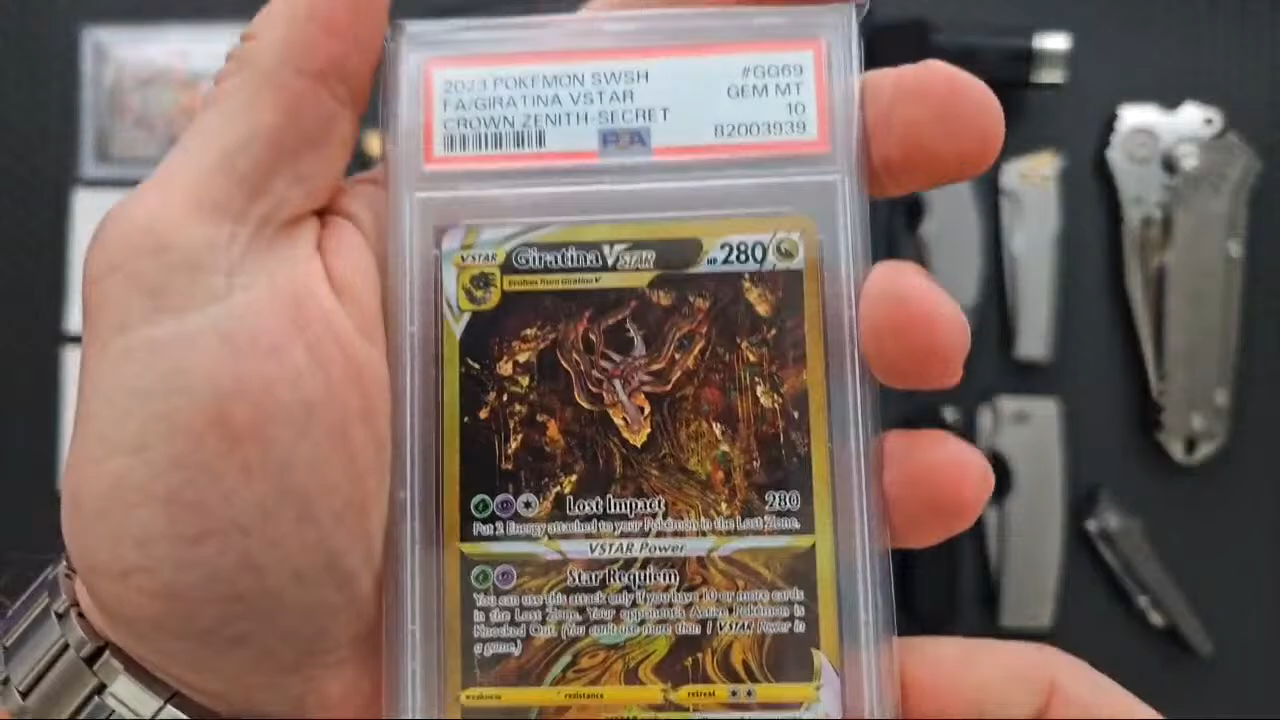 2023 POKEMON SWSH #GG69
FA/GIRATINA VSTAR GEM MT
CROWN ZENITH-SECRET 10
PSA 82003939
VSTAR Giratina VSTAR HP 280
Evolves from Giratina V
Lost Impact 280
Put 2 Energy attached to your Pokémon in the Lost Zone.
VSTAR Power
Star Requiem
You can use this attack only if you have 10 or more cards
in the Lost Zone. Your opponent's Active Pokémon is
Knocked Out. (You can't use more than 1 VSTAR Power in
a game.)
weakness resistance retreat